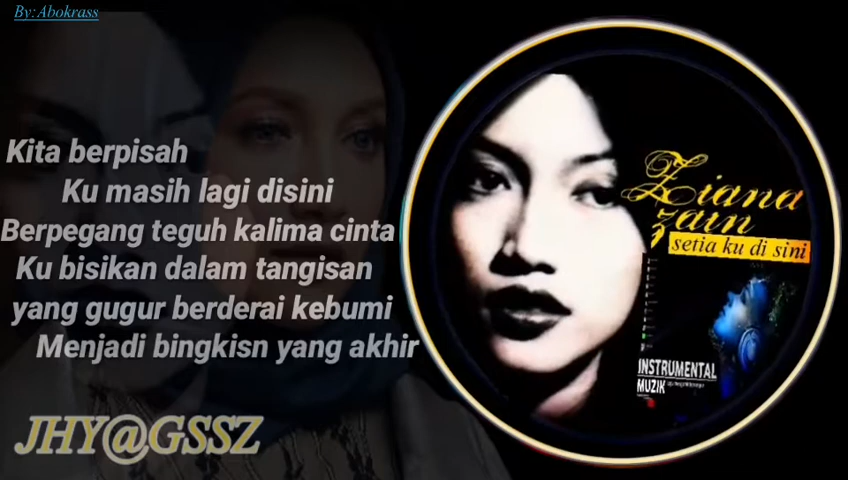 By:Abokrass
Kita berpisah
Ku masih lagi disini
Berpegang teguh kalima cinta
Ku bisikan dalam tangisan
yang gugur berderai kebumi
Menjadi bingkisn yang akhir
JHY@GSSZ
Ziana
zain
setia ku di sini
INSTRUMENTAL
MUZIK